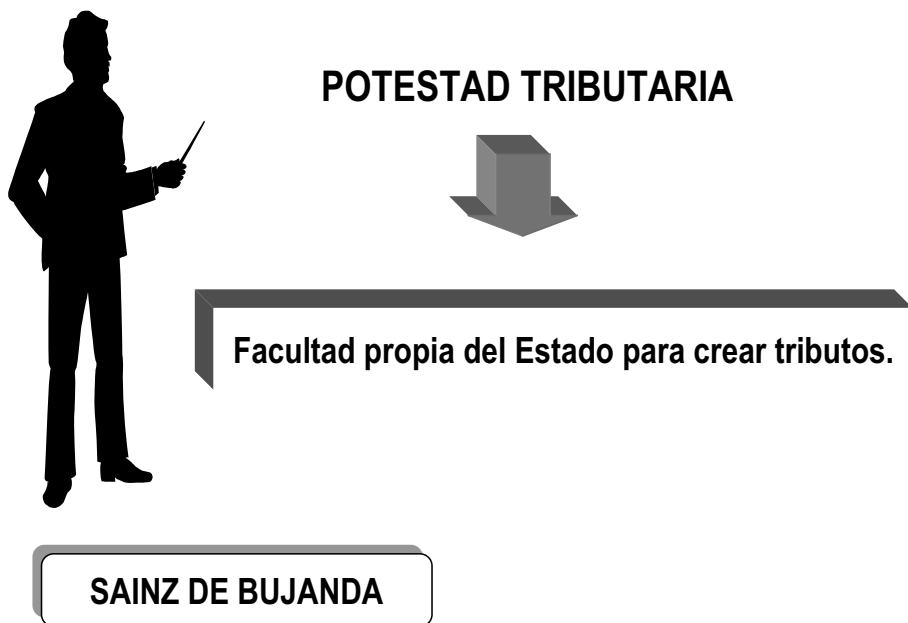 POTESTAD TRIBUTARIA
Facultad propia del Estado para crear tributos.
SAINZ DE BUJANDA